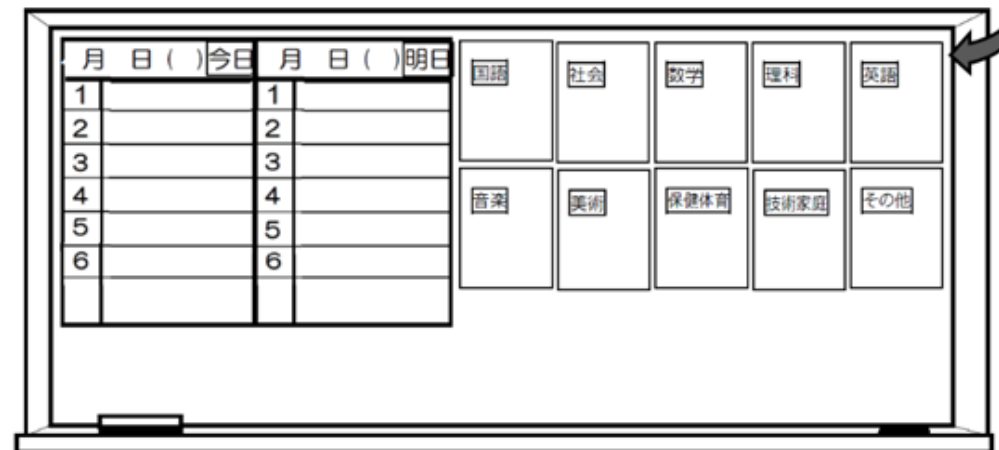 月 日 ( ) 今日 月 日 ( ) 明日
1 1
2 2
3 3
4 4
5 5
6 6
国語 社会 数学 理科 英語
音楽 美術 保健体育 技術家庭 その他